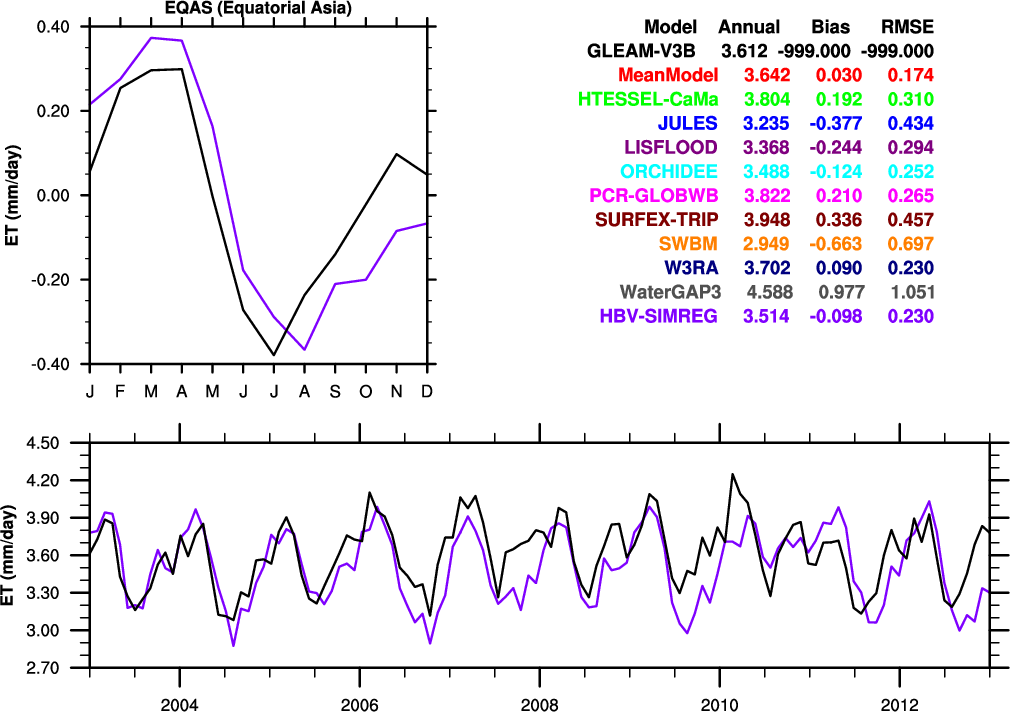 EQAS (Equatorial Asia)
0.40
0.20
0.00
-0.20
-0.40
ET (mm/day)
J F M A M J J A S O N D
Model Annual Bias RMSE
GLEAM-V3B 3.612 -999.000 -999.000
MeanModel 3.642 0.030 0.174
HTESSEL-CaMa 3.804 0.192 0.310
JULES 3.235 -0.377 0.434
LISFLOOD 3.368 -0.244 0.294
ORCHIDEE 3.488 -0.124 0.252
PCR-GLOBWB 3.822 0.210 0.265
SURFEX-TRIP 3.948 0.336 0.457
SWBM 2.949 -0.663 0.697
W3RA 3.702 0.090 0.230
WaterGAP3 4.588 0.977 1.051
HBV-SIMREG 3.514 -0.098 0.230
4.50
4.20
3.90
3.60
3.30
3.00
2.70
ET (mm/day)
2004 2006 2008 2010 2012